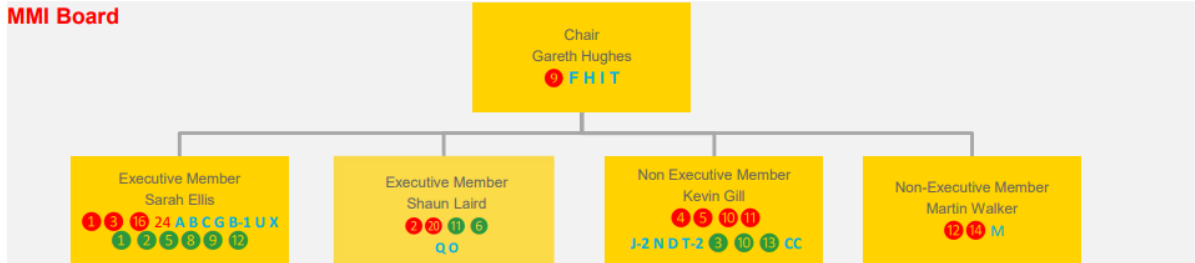 MMI Board
Chair
Gareth Hughes
9 F H I T
Executive Member
Sarah Ellis
1 3 16 24 A B C G B-1 U X
1 2 5 8 9 12
Executive Member
Shaun Laird
2 20 11 6
Q O
Non Executive Member
Kevin Gill
4 5 10 11
J-2 N D T-2 3 10 13 CC
Non-Executive Member
Martin Walker
12 14 M